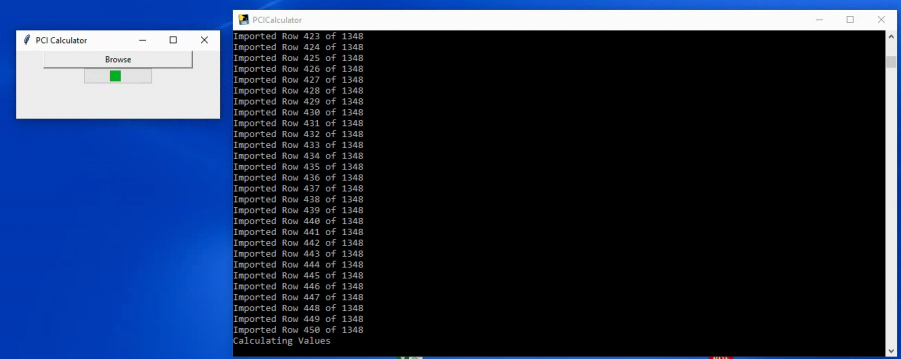 PCI Calculator
Browse
PCICalculator
Imported Row 423 of 1348
Imported Row 424 of 1348
Imported Row 425 of 1348
Imported Row 426 of 1348
Imported Row 427 of 1348
Imported Row 428 of 1348
Imported Row 429 of 1348
Imported Row 430 of 1348
Imported Row 431 of 1348
Imported Row 432 of 1348
Imported Row 433 of 1348
Imported Row 434 of 1348
Imported Row 435 of 1348
Imported Row 436 of 1348
Imported Row 437 of 1348
Imported Row 438 of 1348
Imported Row 439 of 1348
Imported Row 440 of 1348
Imported Row 441 of 1348
Imported Row 442 of 1348
Imported Row 443 of 1348
Imported Row 444 of 1348
Imported Row 445 of 1348
Imported Row 446 of 1348
Imported Row 447 of 1348
Imported Row 448 of 1348
Imported Row 449 of 1348
Imported Row 450 of 1348
Calculating Values